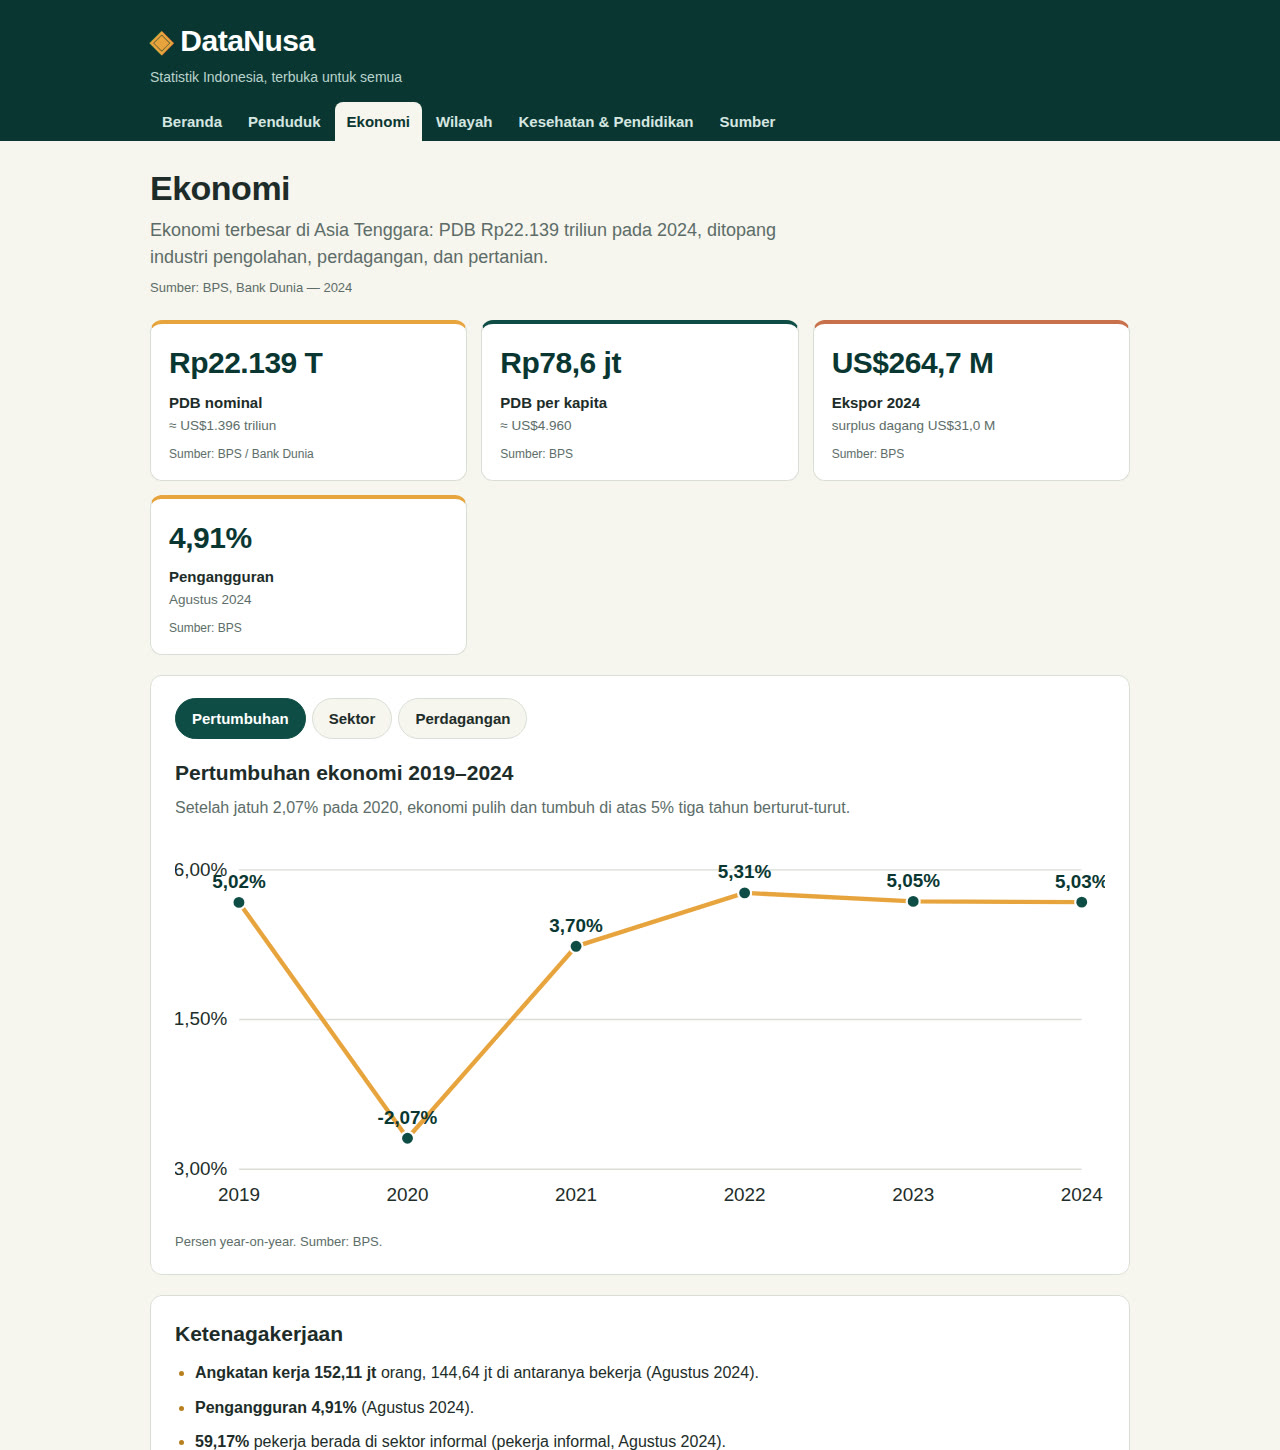 ◈ DataNusa
Statistik Indonesia, terbuka untuk semua
Beranda Penduduk Ekonomi Wilayah Kesehatan & Pendidikan Sumber
Ekonomi
Ekonomi terbesar di Asia Tenggara: PDB Rp22.139 triliun pada 2024, ditopang
industri pengolahan, perdagangan, dan pertanian.
Sumber: BPS, Bank Dunia — 2024
Rp22.139 T
PDB nominal
≈ US$1.396 triliun
Sumber: BPS / Bank Dunia
Rp78,6 jt
PDB per kapita
≈ US$4.960
Sumber: BPS
US$264,7 M
Ekspor 2024
surplus dagang US$31,0 M
Sumber: BPS
4,91%
Pengangguran
Agustus 2024
Sumber: BPS
Pertumbuhan Sektor Perdagangan
Pertumbuhan ekonomi 2019–2024
Setelah jatuh 2,07% pada 2020, ekonomi pulih dan tumbuh di atas 5% tiga tahun berturut-turut.
6,00%
5,02%
-2,07%
3,70%
5,31%
5,05%
5,03%
1,50%
3,00%
2019 2020 2021 2022 2023 2024
Persen year-on-year. Sumber: BPS.
Ketenagakerjaan
• Angkatan kerja 152,11 jt orang, 144,64 jt di antaranya bekerja (Agustus 2024).
• Pengangguran 4,91% (Agustus 2024).
• 59,17% pekerja berada di sektor informal (pekerja informal, Agustus 2024).